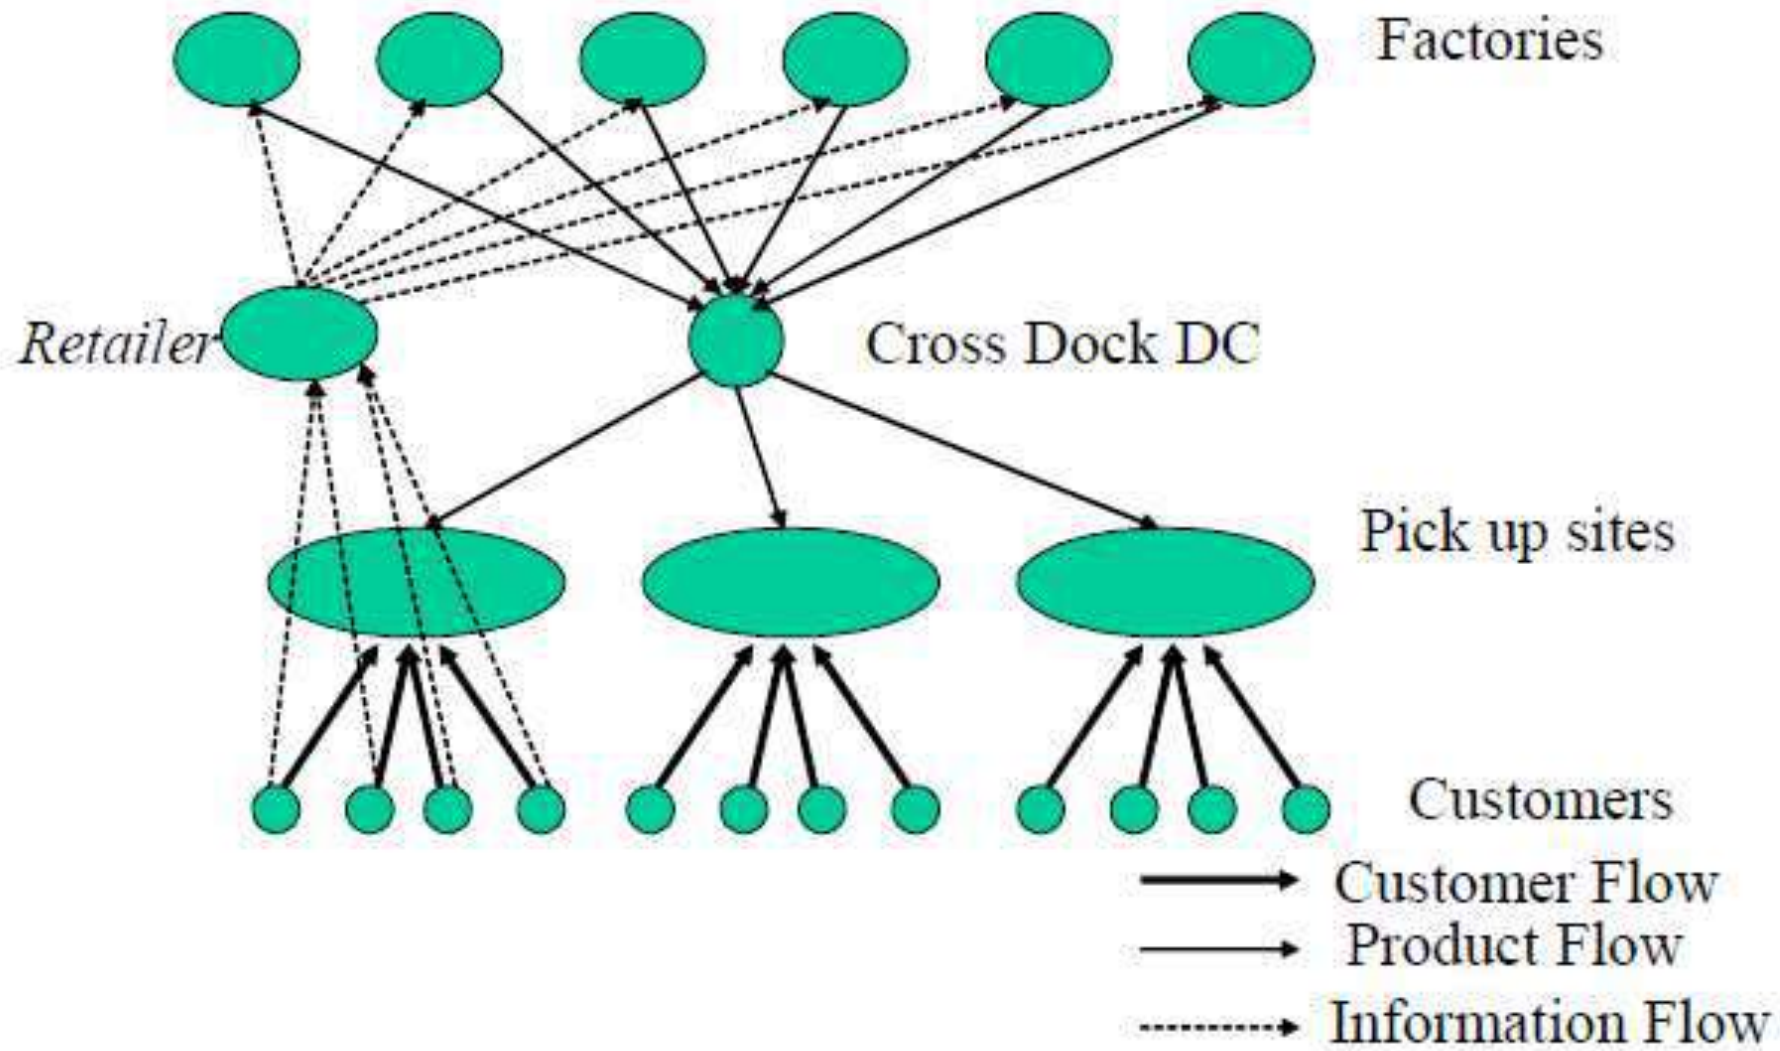 Factories
Retailer
Cross Dock DC
Pick up sites
Customers
Customer Flow
Product Flow
Information Flow